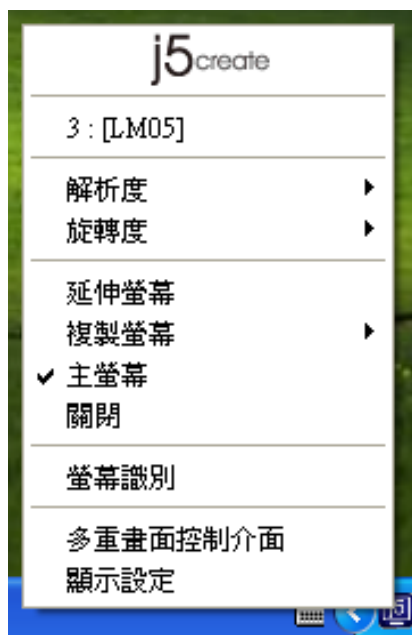 j5create
3 : [LM05]
解析度
旋轉度
延伸螢幕
複製螢幕
主螢幕
關閉
螢幕識別
多重畫面控制介面
顯示設定
j5